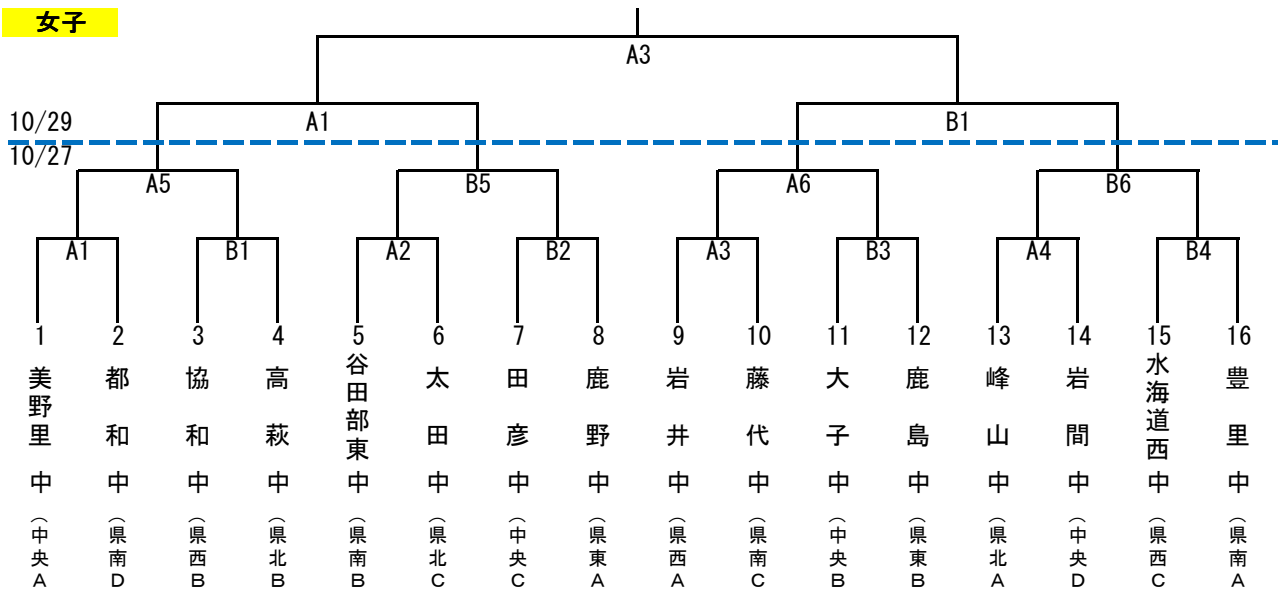 女子
A3
10/29
A1
B1
10/27
A5
B5
A6
B6
A1
B1
A2
B2
A3
B3
A4
B4
1
2
3
4
5
6
7
8
9
10
11
12
13
14
15
16
美野里中(中央A
都和中(県南D
協和中(県西B
高萩中(県北B
谷田部東中(県南B
太田中(県北C
田彦中(中央C
鹿野中(県東A
岩井中(県西A
藤代中(県南C
大子中(中央B
鹿島中(県東B
峰山中(県北A
岩間中(中央D
水海道西中(県西C
豊里中(県南A